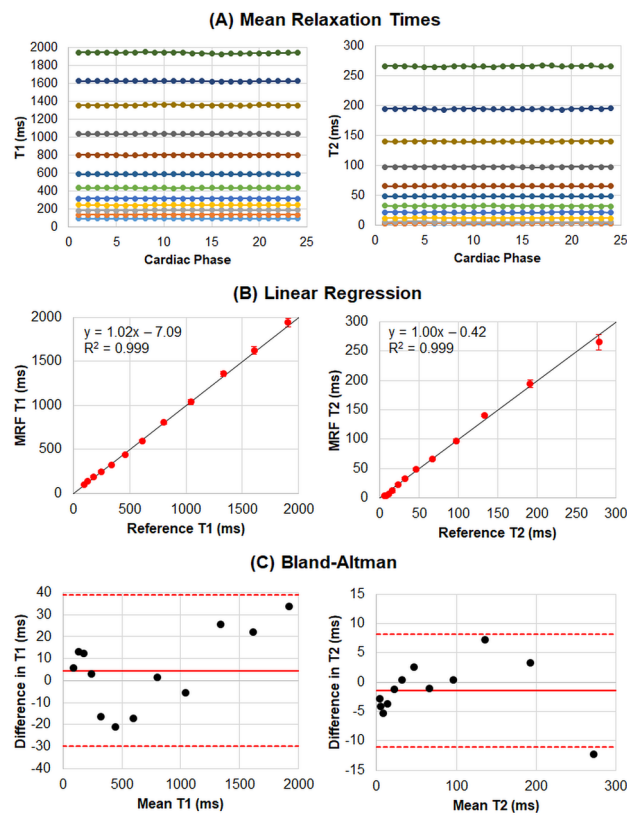 (A) Mean Relaxation Times
2000
1800
1600
1400
1200
1000
800
600
400
200
0
T1 (ms)
0 5 10 15 20 25
Cardiac Phase
300
250
200
150
100
50
0
T2 (ms)
0 5 10 15 20 25
Cardiac Phase
(B) Linear Regression
2000
1500
1000
500
0
MRF T1 (ms)
y = 1.02x – 7.09
R² = 0.999
0 500 1000 1500 2000
Reference T1 (ms)
300
250
200
150
100
50
0
MRF T2 (ms)
y = 1.00x – 0.42
R² = 0.999
0 50 100 150 200 250 300
Reference T2 (ms)
(C) Bland-Altman
40
30
20
10
0
-10
-20
-30
-40
Difference in T1 (ms)
0 500 1000 1500 2000
Mean T1 (ms)
15
10
5
0
-5
-10
-15
Difference in T2 (ms)
0 100 200 300
Mean T2 (ms)